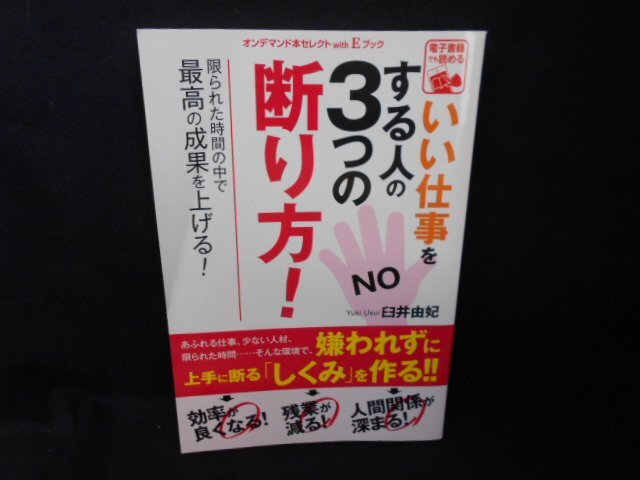 オンデマンド本セレクト with Eブック
電子書籍
でも読める
いい仕事を
する人の
3つの
断り方!
限られた時間の中で
最高の成果を上げる!
NO
Yuki Usui 臼井由妃
あふれる仕事、少ない人材、
限られた時間……そんな環境で、嫌われずに
上手に断る「しくみ」を作る!!
効率が
良くなる!
残業が
減る!
人間関係が
深まる!